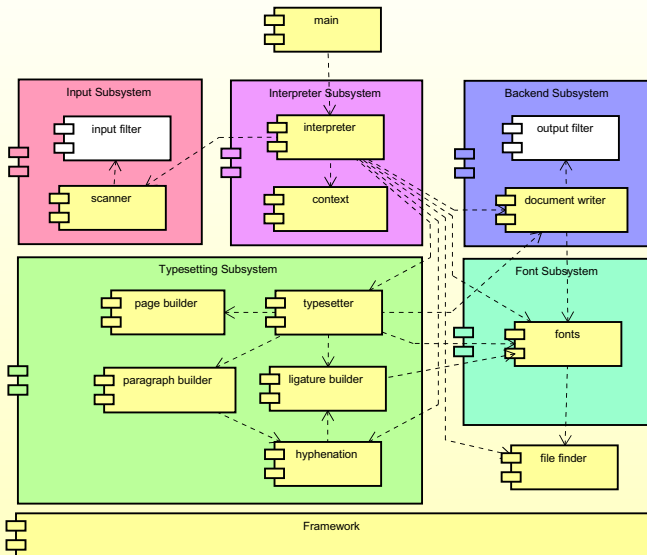 main
Input Subsystem
Interpreter Subsystem
Backend Subsystem
input filter
interpreter
output filter
scanner
context
document writer
Typesetting Subsystem
Font Subsystem
page builder
typesetter
fonts
paragraph builder
ligature builder
hyphenation
file finder
Framework